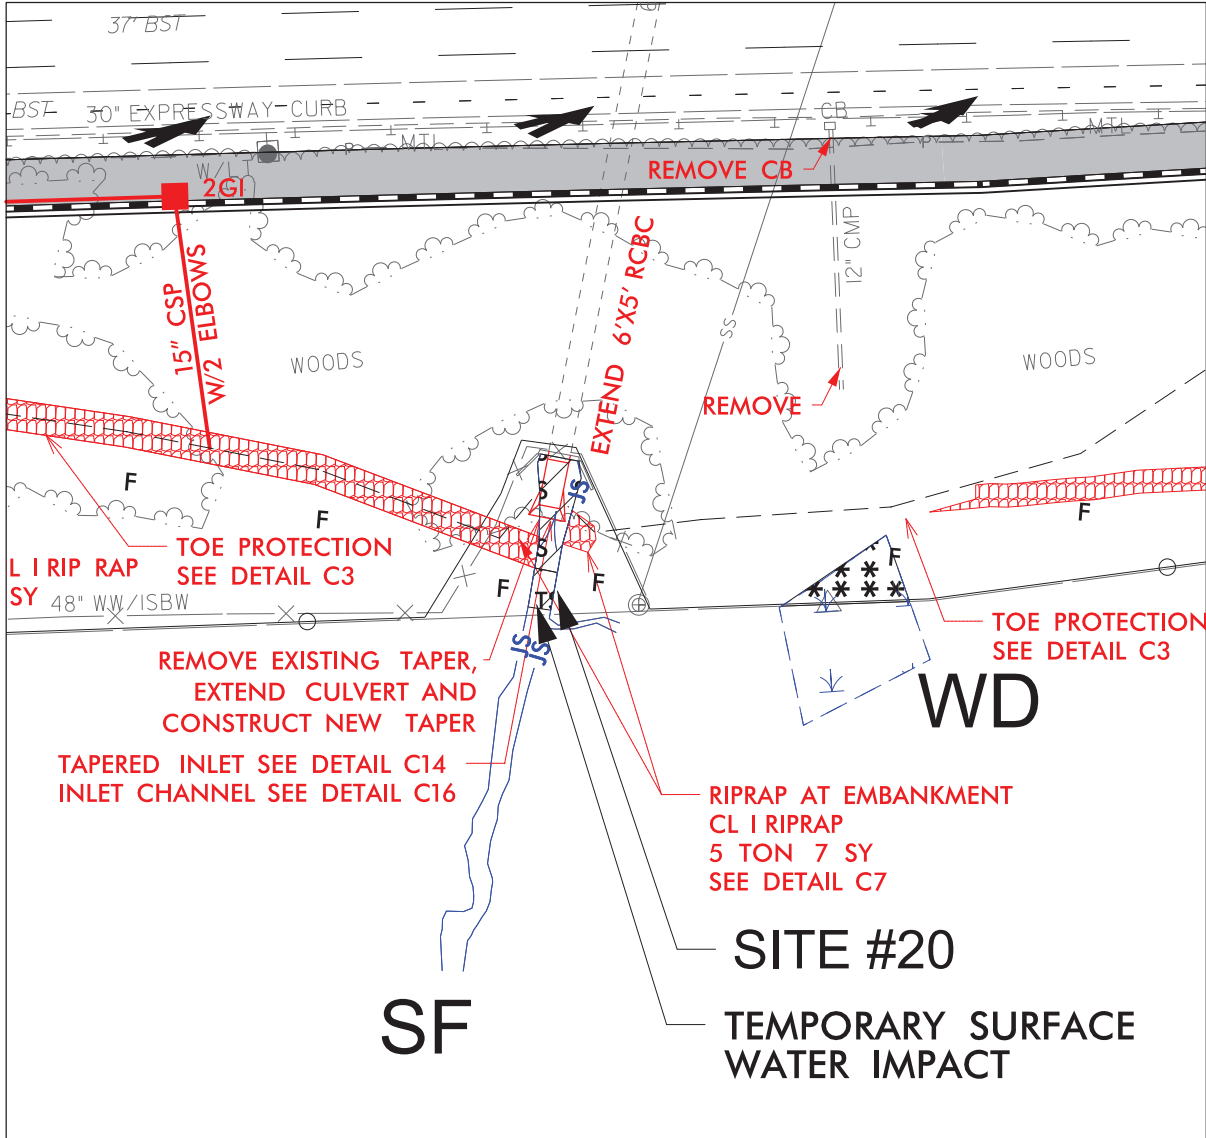 37' BST
BST
30" EXPRESSWAY CURB
CB
MTL
MTL
REMOVE CB
W/LT
2GI
15" CSP
W/2 ELBOWS
EXTEND 6'X5' RCBC
12" CMP
SS
WOODS
WOODS
REMOVE
F
F
F
F
F
F
S
S
JS
TS
TOE PROTECTION
SEE DETAIL C3
L I RIP RAP
SY
48" WW/ISBW
TOE PROTECTION
SEE DETAIL C3
JS
JS
REMOVE EXISTING TAPER,
EXTEND CULVERT AND
CONSTRUCT NEW TAPER
WD
TAPERED INLET SEE DETAIL C14
INLET CHANNEL SEE DETAIL C16
RIPRAP AT EMBANKMENT
CL I RIPRAP
5 TON 7 SY
SEE DETAIL C7
SITE #20
SF
TEMPORARY SURFACE
WATER IMPACT